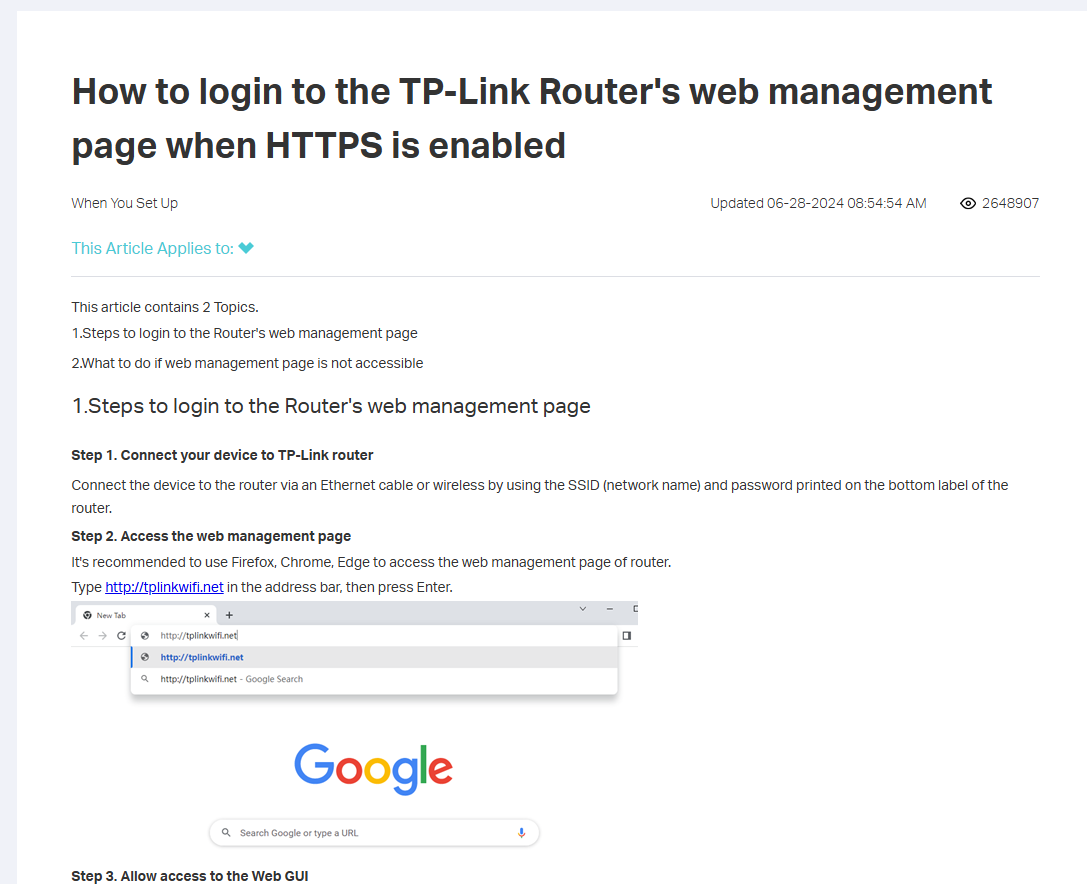 How to login to the TP-Link Router's web management
page when HTTPS is enabled
When You Set Up
Updated 06-28-2024 08:54:54 AM
2648907
This Article Applies to:
This article contains 2 Topics.
1.Steps to login to the Router's web management page
2.What to do if web management page is not accessible
1.Steps to login to the Router's web management page
Step 1. Connect your device to TP-Link router
Connect the device to the router via an Ethernet cable or wireless by using the SSID (network name) and password printed on the bottom label of the
router.
Step 2. Access the web management page
It's recommended to use Firefox, Chrome, Edge to access the web management page of router.
Type http://tplinkwifi.net in the address bar, then press Enter.
New Tab
http://tplinkwifi.net
http://tplinkwifi.net
http://tplinkwifi.net - Google Search
Google
Search Google or type a URL
Step 3. Allow access to the Web GUI